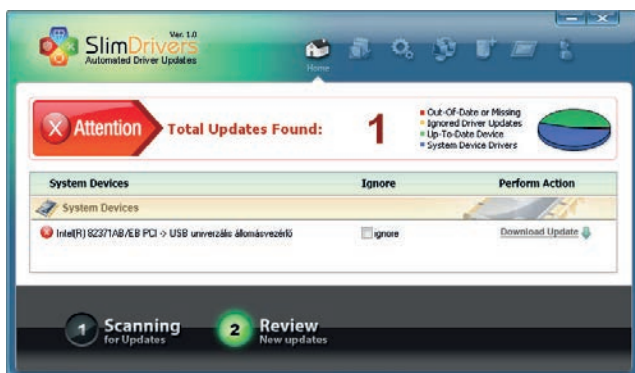 SlimDrivers
Ver. 1.0
Automated Driver Updates
Home
Attention
Total Updates Found:
1
Out-Of-Date or Missing
Ignored Driver Updates
Up-To-Date Device
System Device Drivers
System Devices Ignore Perform Action
System Devices
Intel(R) 82371AB/EB PCI -> USB univerzális állomásvezérlő ignore Download Update
1 Scanning
for Updates
2 Review
New updates